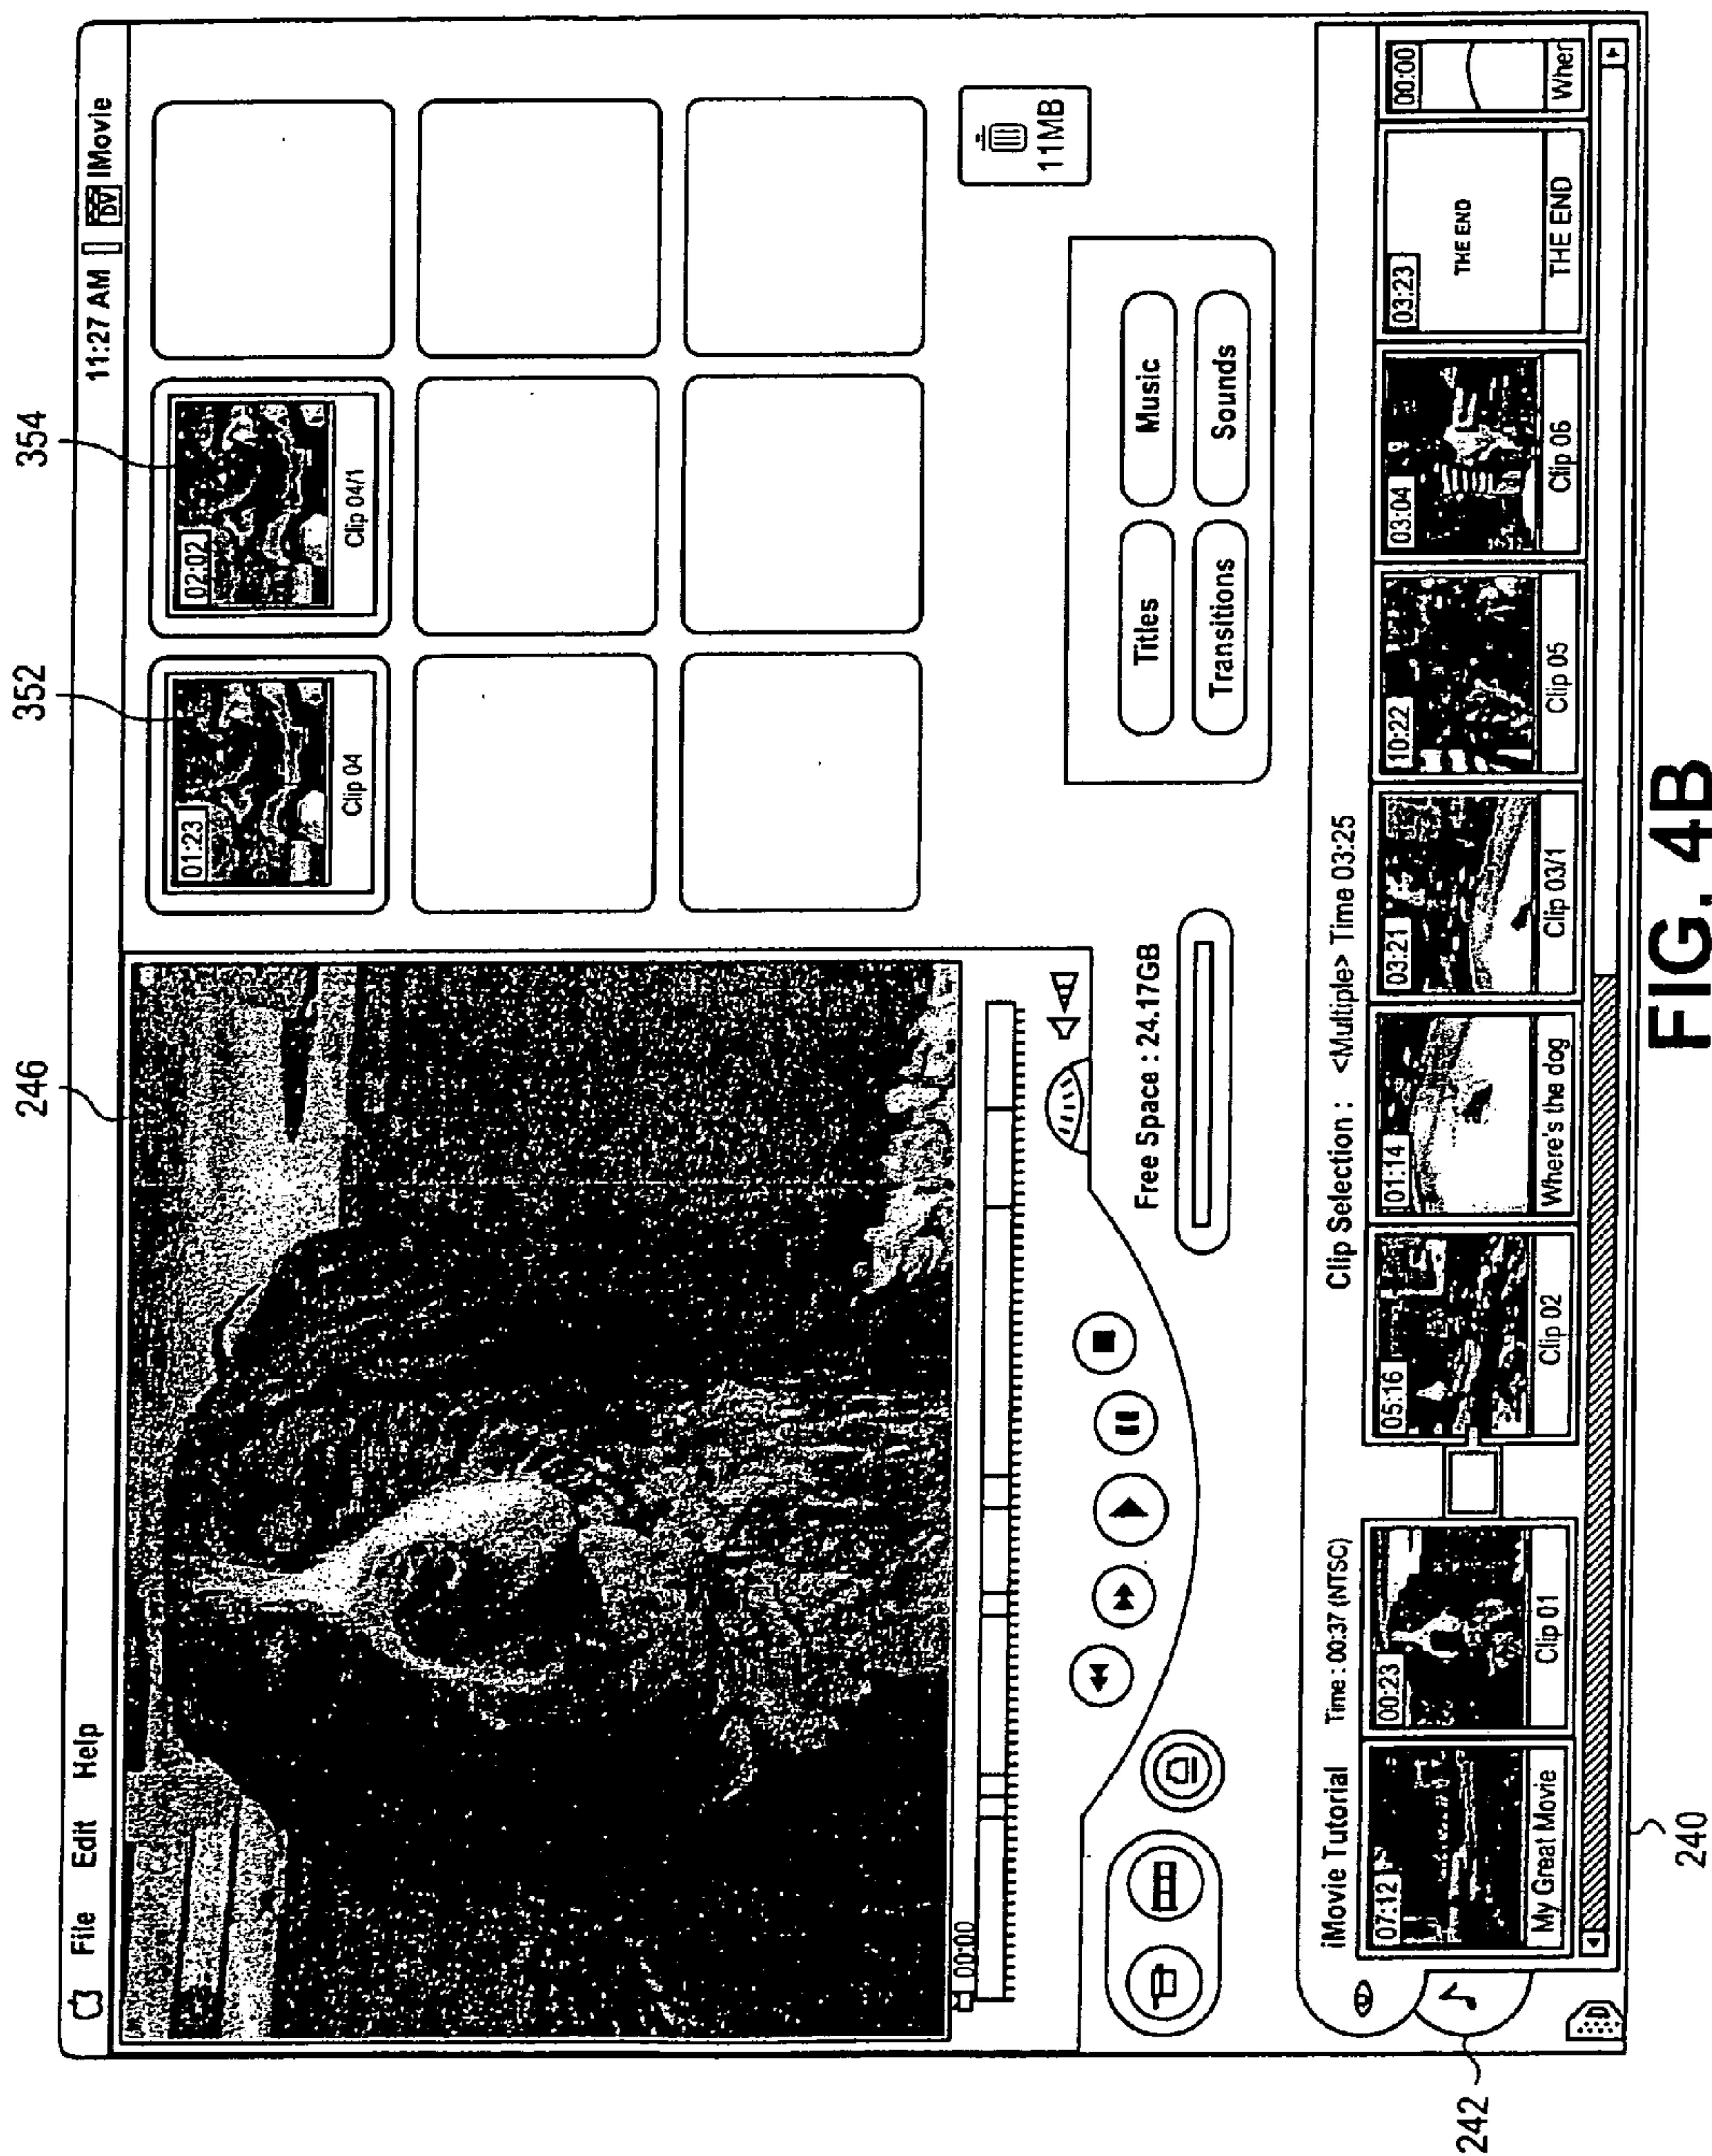 246
352
354
File Edit Help
11:27 AM DV iMovie
01:23
Clip 04
02:02
Clip 04/1
00:00
Free Space : 24.17GB
11MB
Titles
Music
Transitions
Sounds
iMovie Tutorial Time : 00:37 (NTSC)
Clip Selection : <Multiple> Time 03:25
07:12
My Great Movie
00:23
Clip 01
05:16
Clip 02
01:14
Where's the dog
03:21
Clip 03/1
10:22
Clip 05
03:04
Clip 06
03:23
THE END
THE END
00:00
Wher
242
240
FIG. 4B